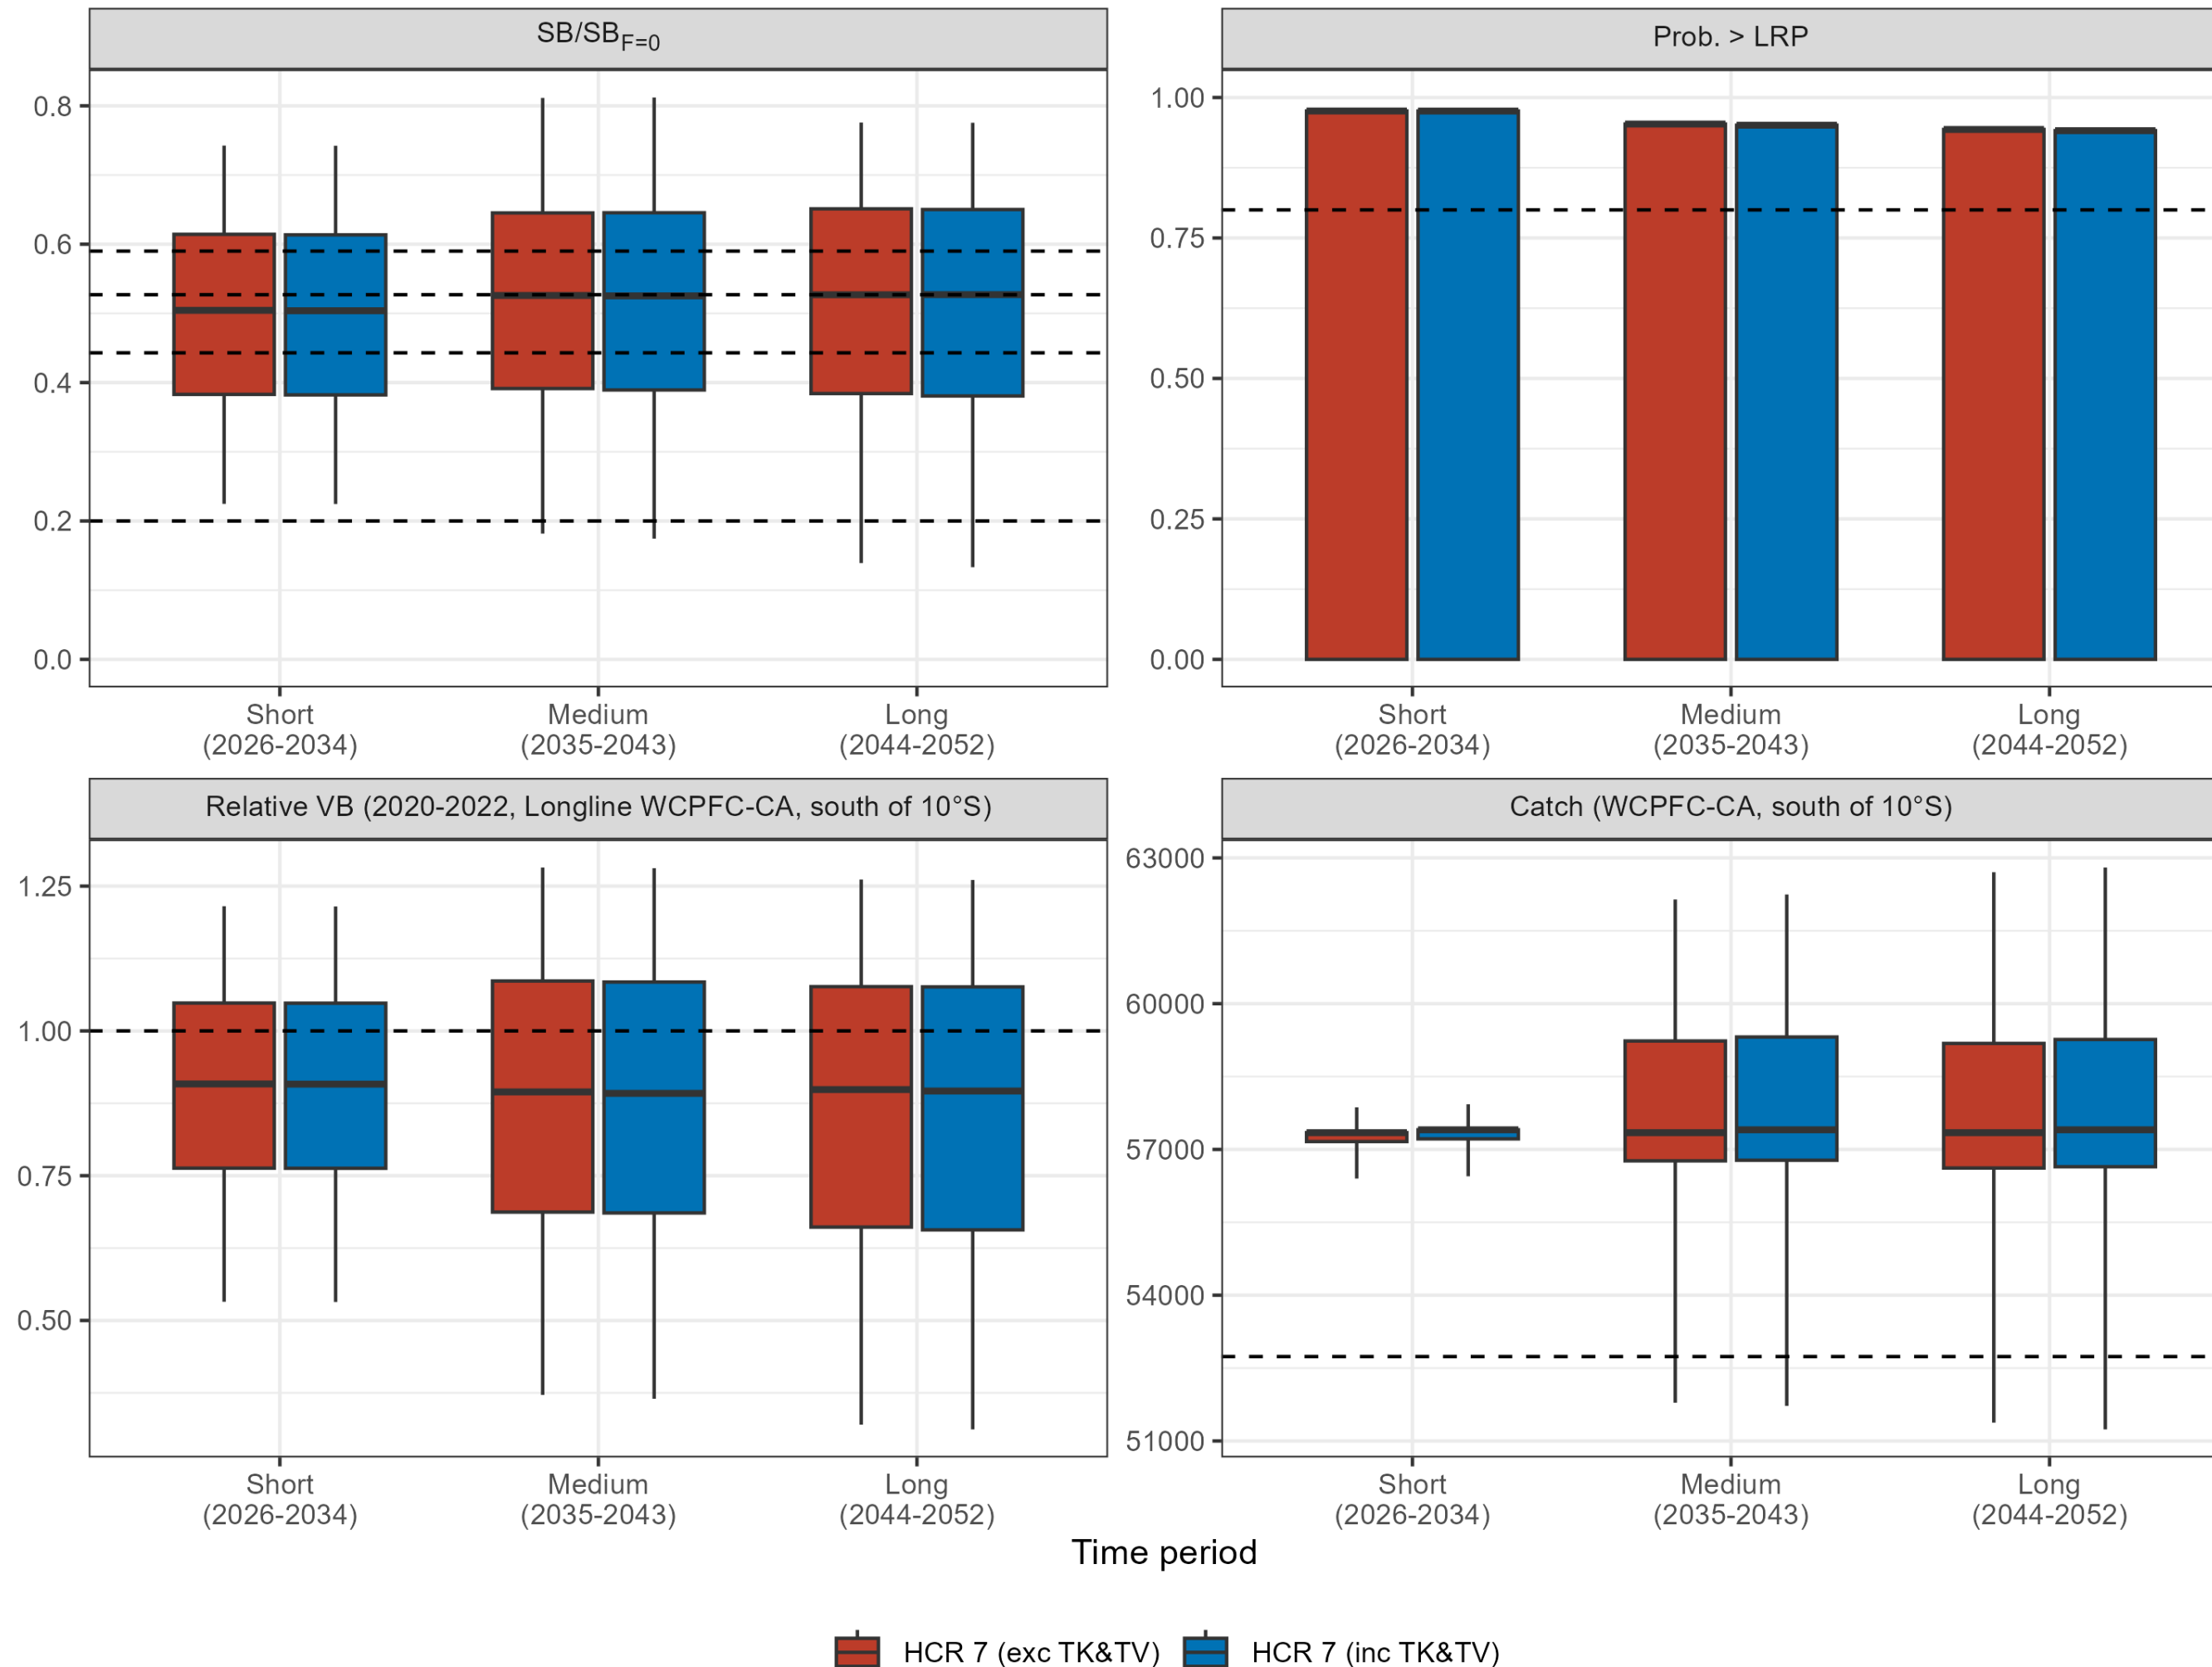 SB/SBF=0
0.8
0.6
0.4
0.2
0.0
Short
(2026-2034)
Medium
(2035-2043)
Long
(2044-2052)
Prob. > LRP
1.00
0.75
0.50
0.25
0.00
Short
(2026-2034)
Medium
(2035-2043)
Long
(2044-2052)
Relative VB (2020-2022, Longline WCPFC-CA, south of 10°S)
1.25
1.00
0.75
0.50
Short
(2026-2034)
Medium
(2035-2043)
Long
(2044-2052)
Catch (WCPFC-CA, south of 10°S)
63000
60000
57000
54000
51000
Short
(2026-2034)
Medium
(2035-2043)
Long
(2044-2052)
Time period
HCR 7 (exc TK&TV)
HCR 7 (inc TK&TV)